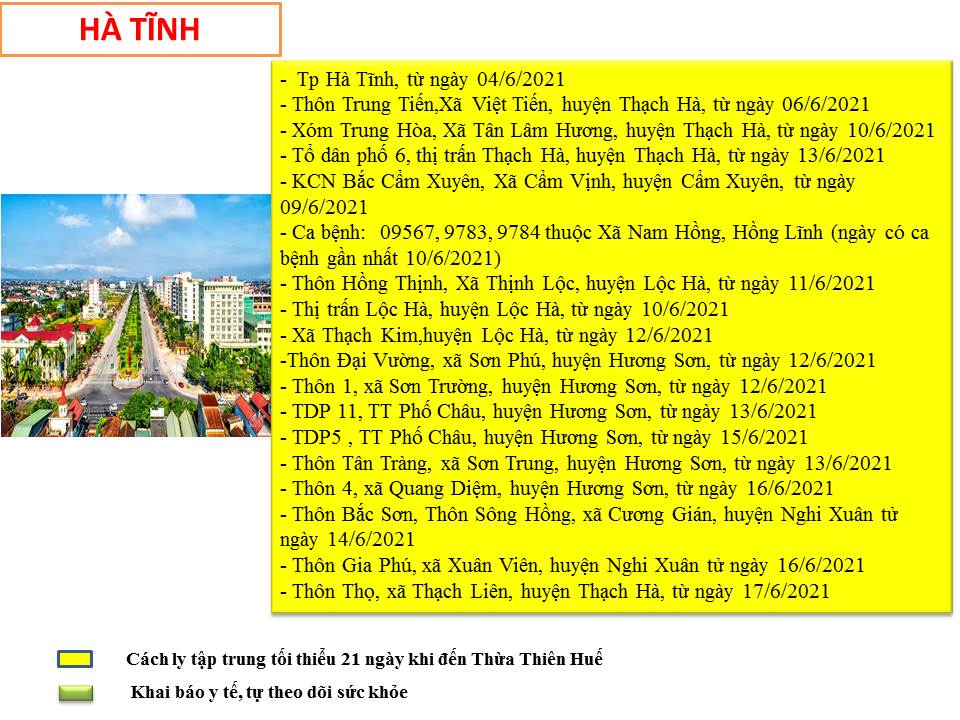 HÀ TĨNH
-  Tp Hà Tĩnh, từ ngày 04/6/2021
- Thôn Trung Tiến,Xã Việt Tiến, huyện Thạch Hà, từ ngày 06/6/2021
- Xóm Trung Hòa, Xã Tân Lâm Hương, huyện Thạch Hà, từ ngày 10/6/2021
- Tổ dân phố 6, thị trấn Thạch Hà, huyện Thạch Hà, từ ngày 13/6/2021
- KCN Bắc Cẩm Xuyên, Xã Cẩm Vịnh, huyện Cẩm Xuyên, từ ngày
09/6/2021
- Ca bệnh:  09567, 9783, 9784 thuộc Xã Nam Hồng, Hồng Lĩnh (ngày có ca
bệnh gần nhất 10/6/2021)
- Thôn Hồng Thịnh, Xã Thịnh Lộc, huyện Lộc Hà, từ ngày 11/6/2021
- Thị trấn Lộc Hà, huyện Lộc Hà, từ ngày 10/6/2021
- Xã Thạch Kim,huyện Lộc Hà, từ ngày 12/6/2021
-Thôn Đại Vường, xã Sơn Phú, huyện Hương Sơn, từ ngày 12/6/2021
- Thôn 1, xã Sơn Trường, huyện Hương Sơn, từ ngày 12/6/2021
- TDP 11, TT Phố Châu, huyện Hương Sơn, từ ngày 13/6/2021
- TDP5 , TT Phố Châu, huyện Hương Sơn, từ ngày 15/6/2021
- Thôn Tân Tràng, xã Sơn Trung, huyện Hương Sơn, từ ngày 13/6/2021
- Thôn 4, xã Quang Diệm, huyện Hương Sơn, từ ngày 16/6/2021
- Thôn Bắc Sơn, Thôn Sông Hồng, xã Cương Gián, huyện Nghi Xuân từ
ngày 14/6/2021
- Thôn Gia Phú, xã Xuân Viên, huyện Nghi Xuân từ ngày 16/6/2021
- Thôn Thọ, xã Thạch Liên, huyện Thạch Hà, từ ngày 17/6/2021
Cách ly tập trung tối thiểu 21 ngày khi đến Thừa Thiên Huế
Khai báo y tế, tự theo dõi sức khỏe